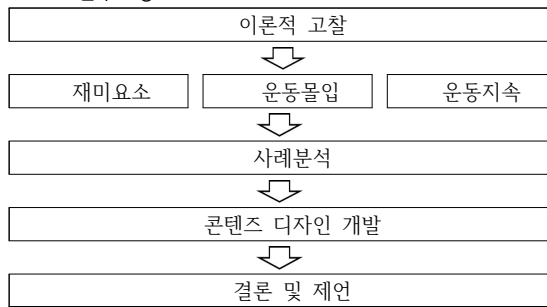 이론적 고찰
재미요소 운동몰입 운동지속
사례분석
콘텐츠 디자인 개발
결론 및 제언